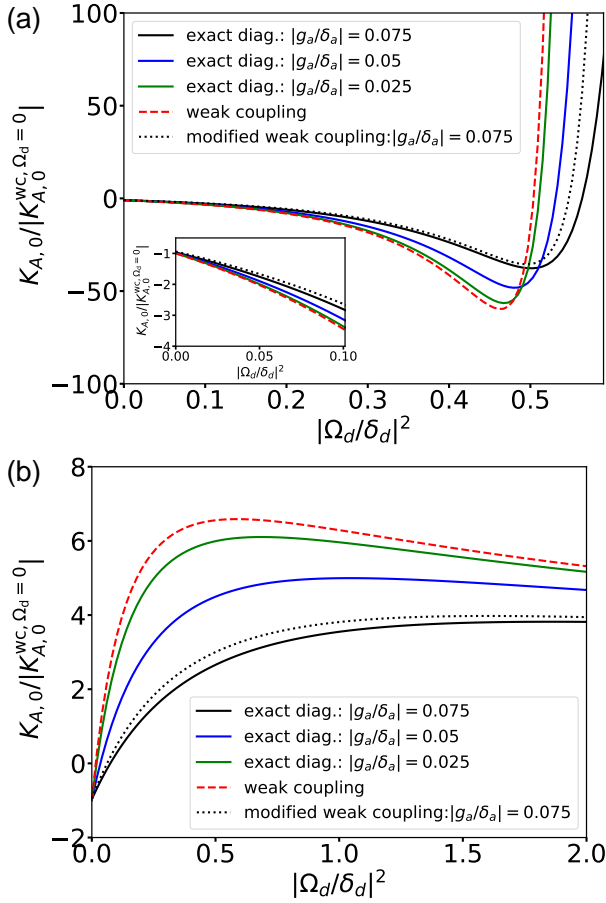 (a)
exact diag.: |g_a/δ_a| = 0.075
exact diag.: |g_a/δ_a| = 0.05
exact diag.: |g_a/δ_a| = 0.025
weak coupling
modified weak coupling:|g_a/δ_a| = 0.075
K_{A,0}/|K_{A,0}^{wc, Ω_d = 0}|
100
50
0
−50
−100
K_{A,0}/|K_{A,0}^{wc, Ω_d = 0}|
−1
−2
−3
−4
0.00 0.05 0.10
|Ω_d/δ_d|²
0.0 0.1 0.2 0.3 0.4 0.5
|Ω_d/δ_d|²
(b)
K_{A,0}/|K_{A,0}^{wc, Ω_d = 0}|
8
6
4
2
0
−2
exact diag.: |g_a/δ_a| = 0.075
exact diag.: |g_a/δ_a| = 0.05
exact diag.: |g_a/δ_a| = 0.025
weak coupling
modified weak coupling:|g_a/δ_a| = 0.075
0.0 0.5 1.0 1.5 2.0
|Ω_d/δ_d|²